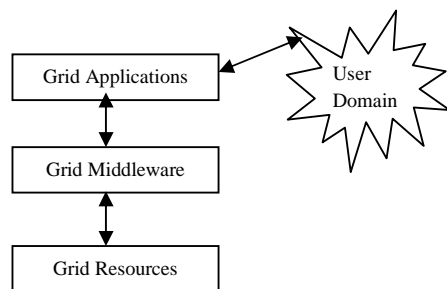 Grid Applications
User
Domain
Grid Middleware
Grid Resources